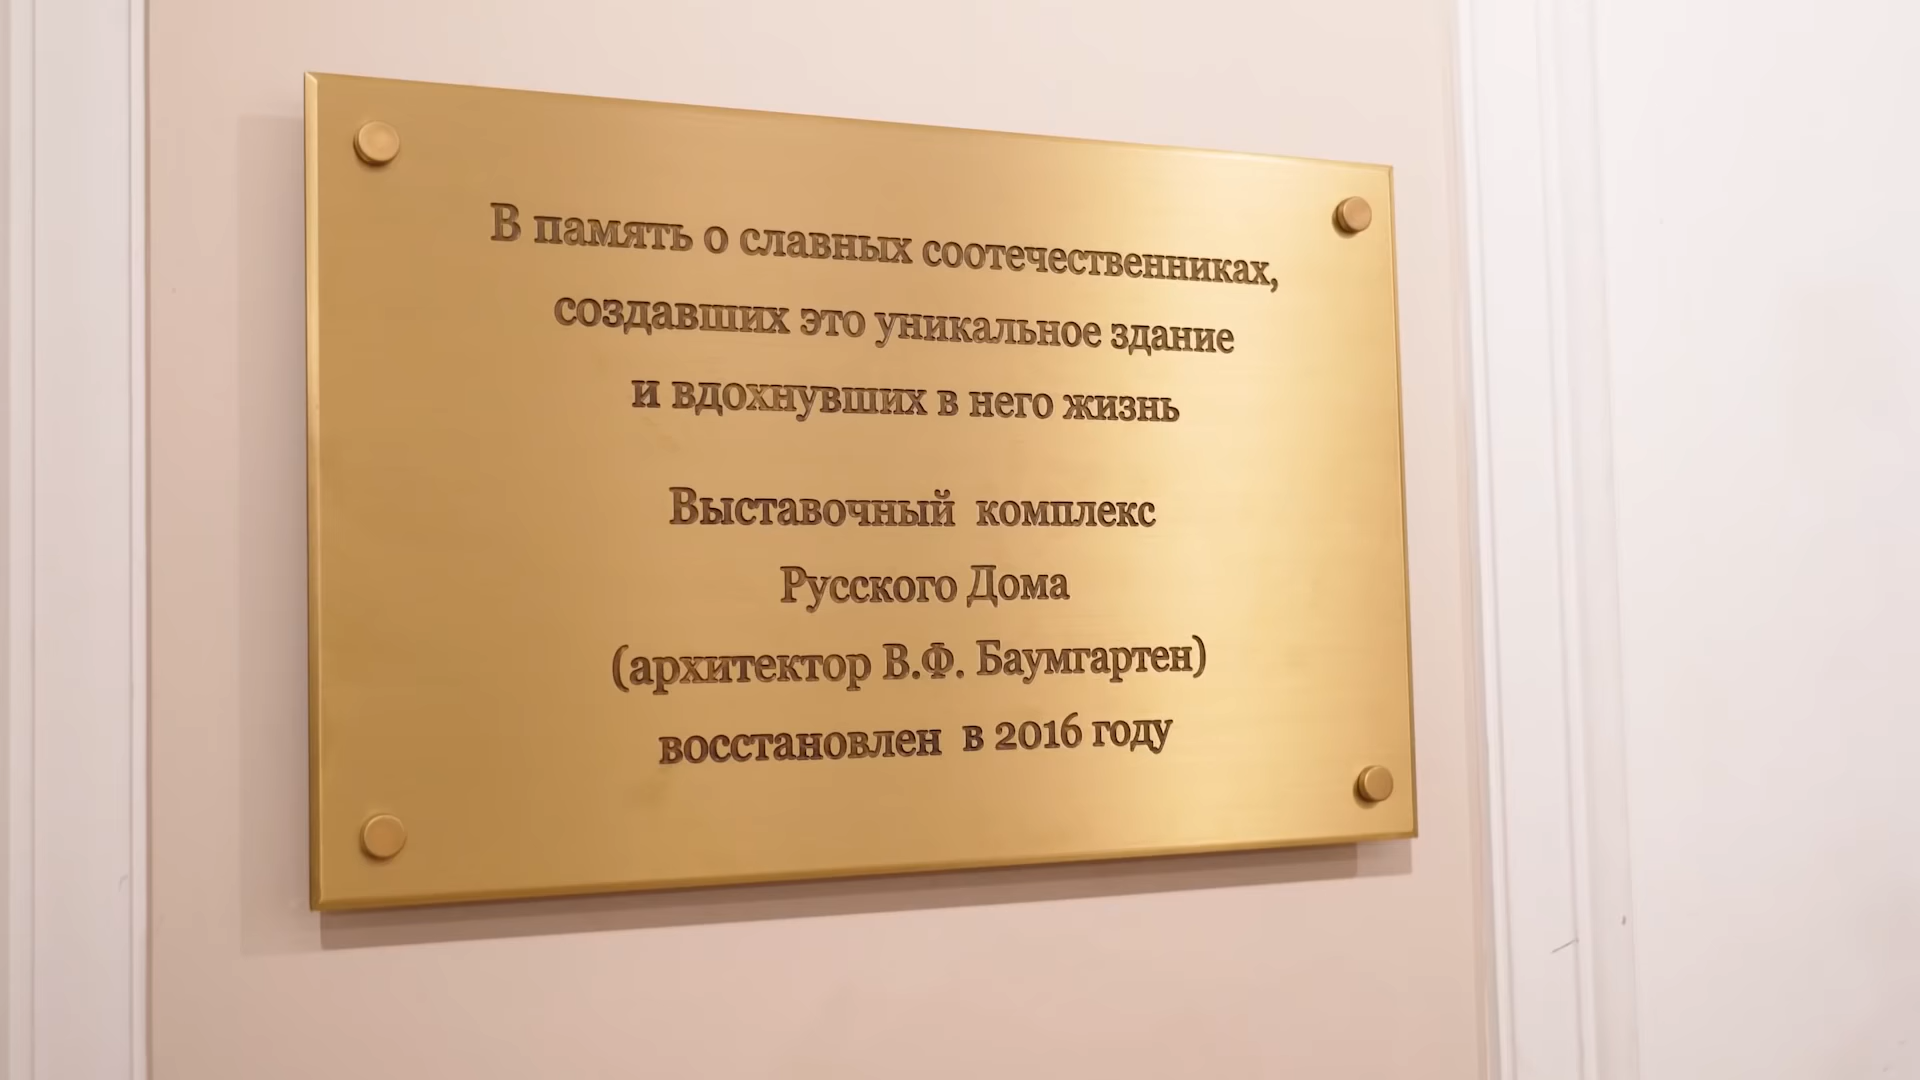 В память о славных соотечественниках,
создавших это уникальное здание
и вдохнувших в него жизнь
Выставочный комплекс
Русского Дома
(архитектор В.Ф. Баумгартен)
восстановлен в 2016 году